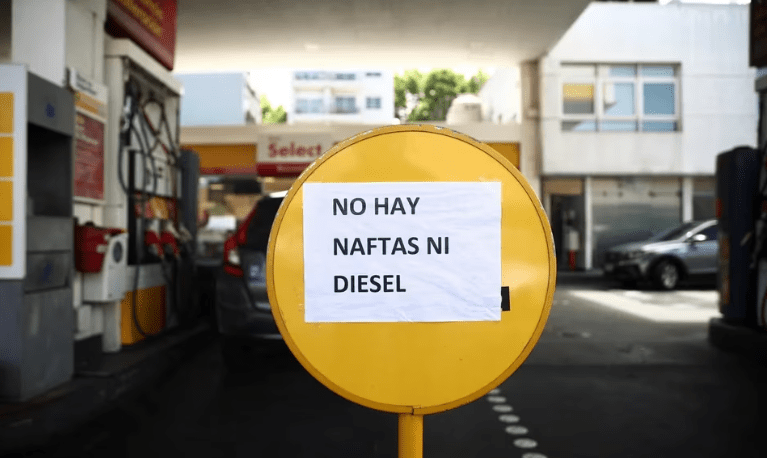 Select
NO HAY
NAFTAS NI
DIESEL